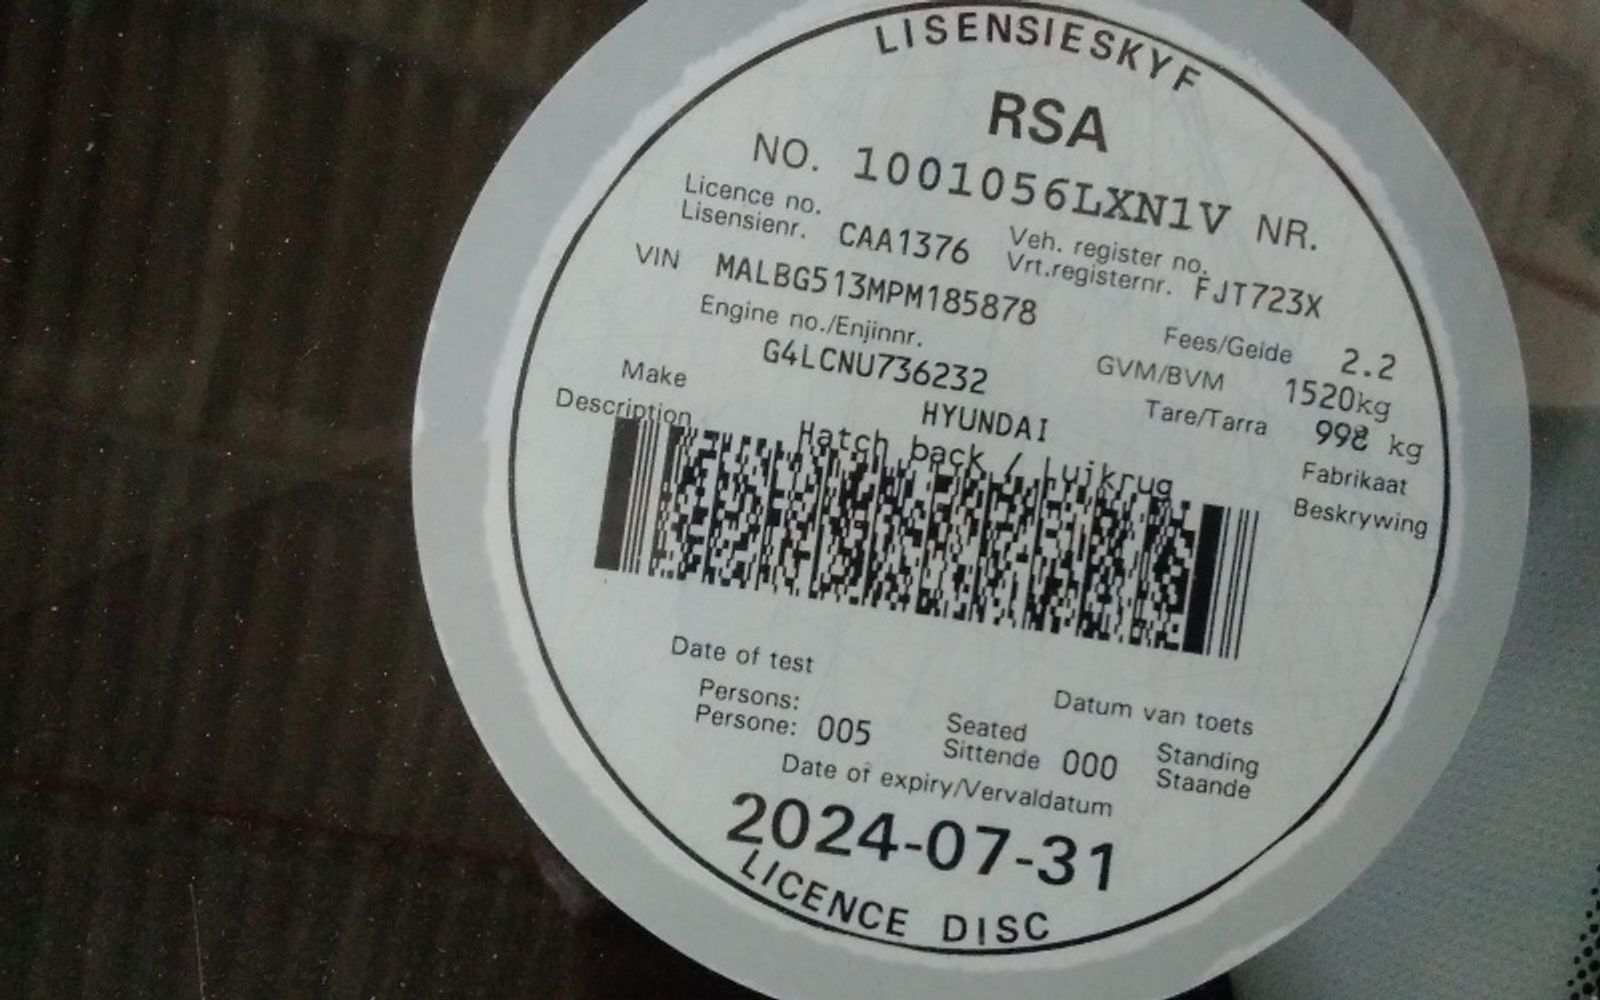 LISENSIESKYF
RSA
NO. 1001056LXN1V NR.
Licence no.
Lisensienr. CAA1376
Veh. register no.
Vrt.registernr. FJT723X
VIN MALBG513MPM185878
Engine no./Enjinnr.
G4LCNU736232
Fees/Gelde 2.2
GVM/BVM 1520kg
Tare/Tarra 998 kg
Make HYUNDAI Fabrikaat
Description Hatch back / Luikrug Beskrywing
Date of test Datum van toets
Persons:
Persone: 005
Seated
Sittende 000
Standing
Staande
Date of expiry/Vervaldatum
2024-07-31
LICENCE DISC